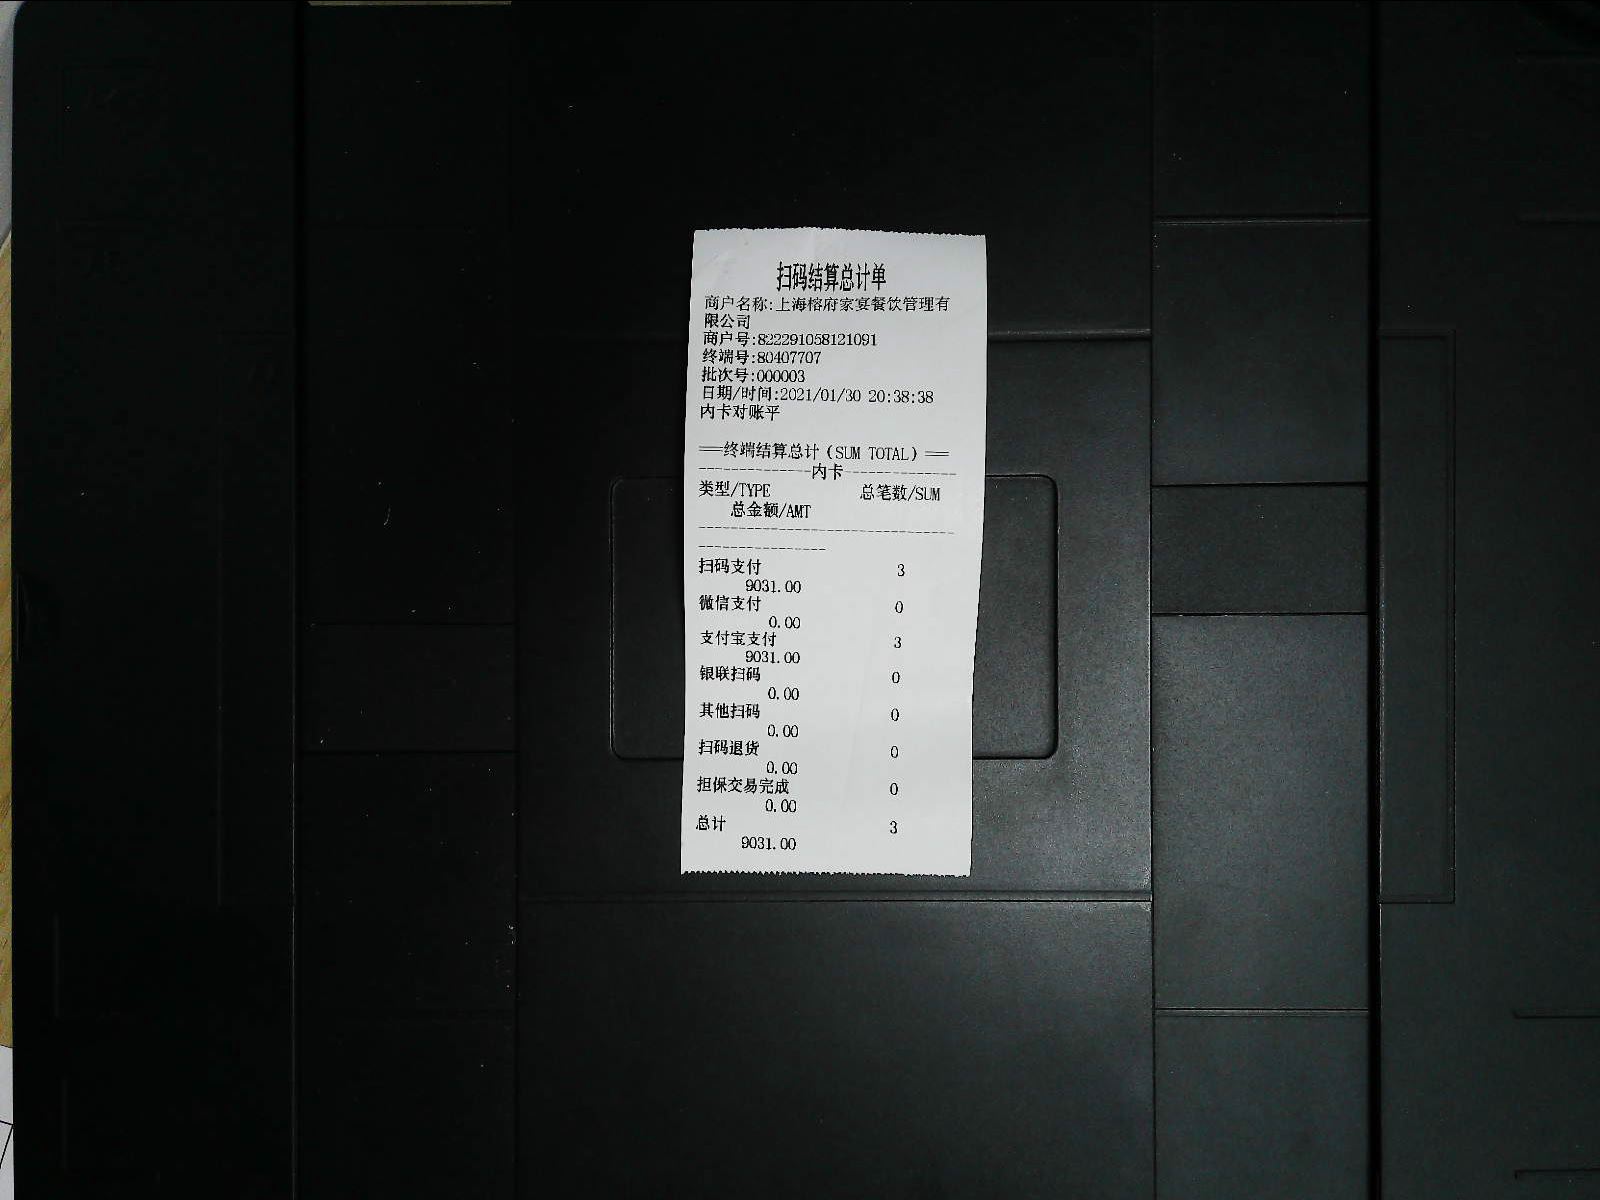 扫码结算总计单
商户名称:上海榕府家宴餐饮管理有
限公司
商户号:822291058121091
终端号:80407707
批次号:000003
日期/时间:2021/01/30 20:38:38
内卡对账平
==终端结算总计(SUM TOTAL)==
--------------内卡--------------
类型/TYPE 总笔数/SUM
总金额/AMT
--------------------------------
----------------
扫码支付 3
9031.00
微信支付 0
0.00
支付宝支付 3
9031.00
银联扫码 0
0.00
其他扫码 0
0.00
扫码退货 0
0.00
担保交易完成 0
0.00
总计 3
9031.00